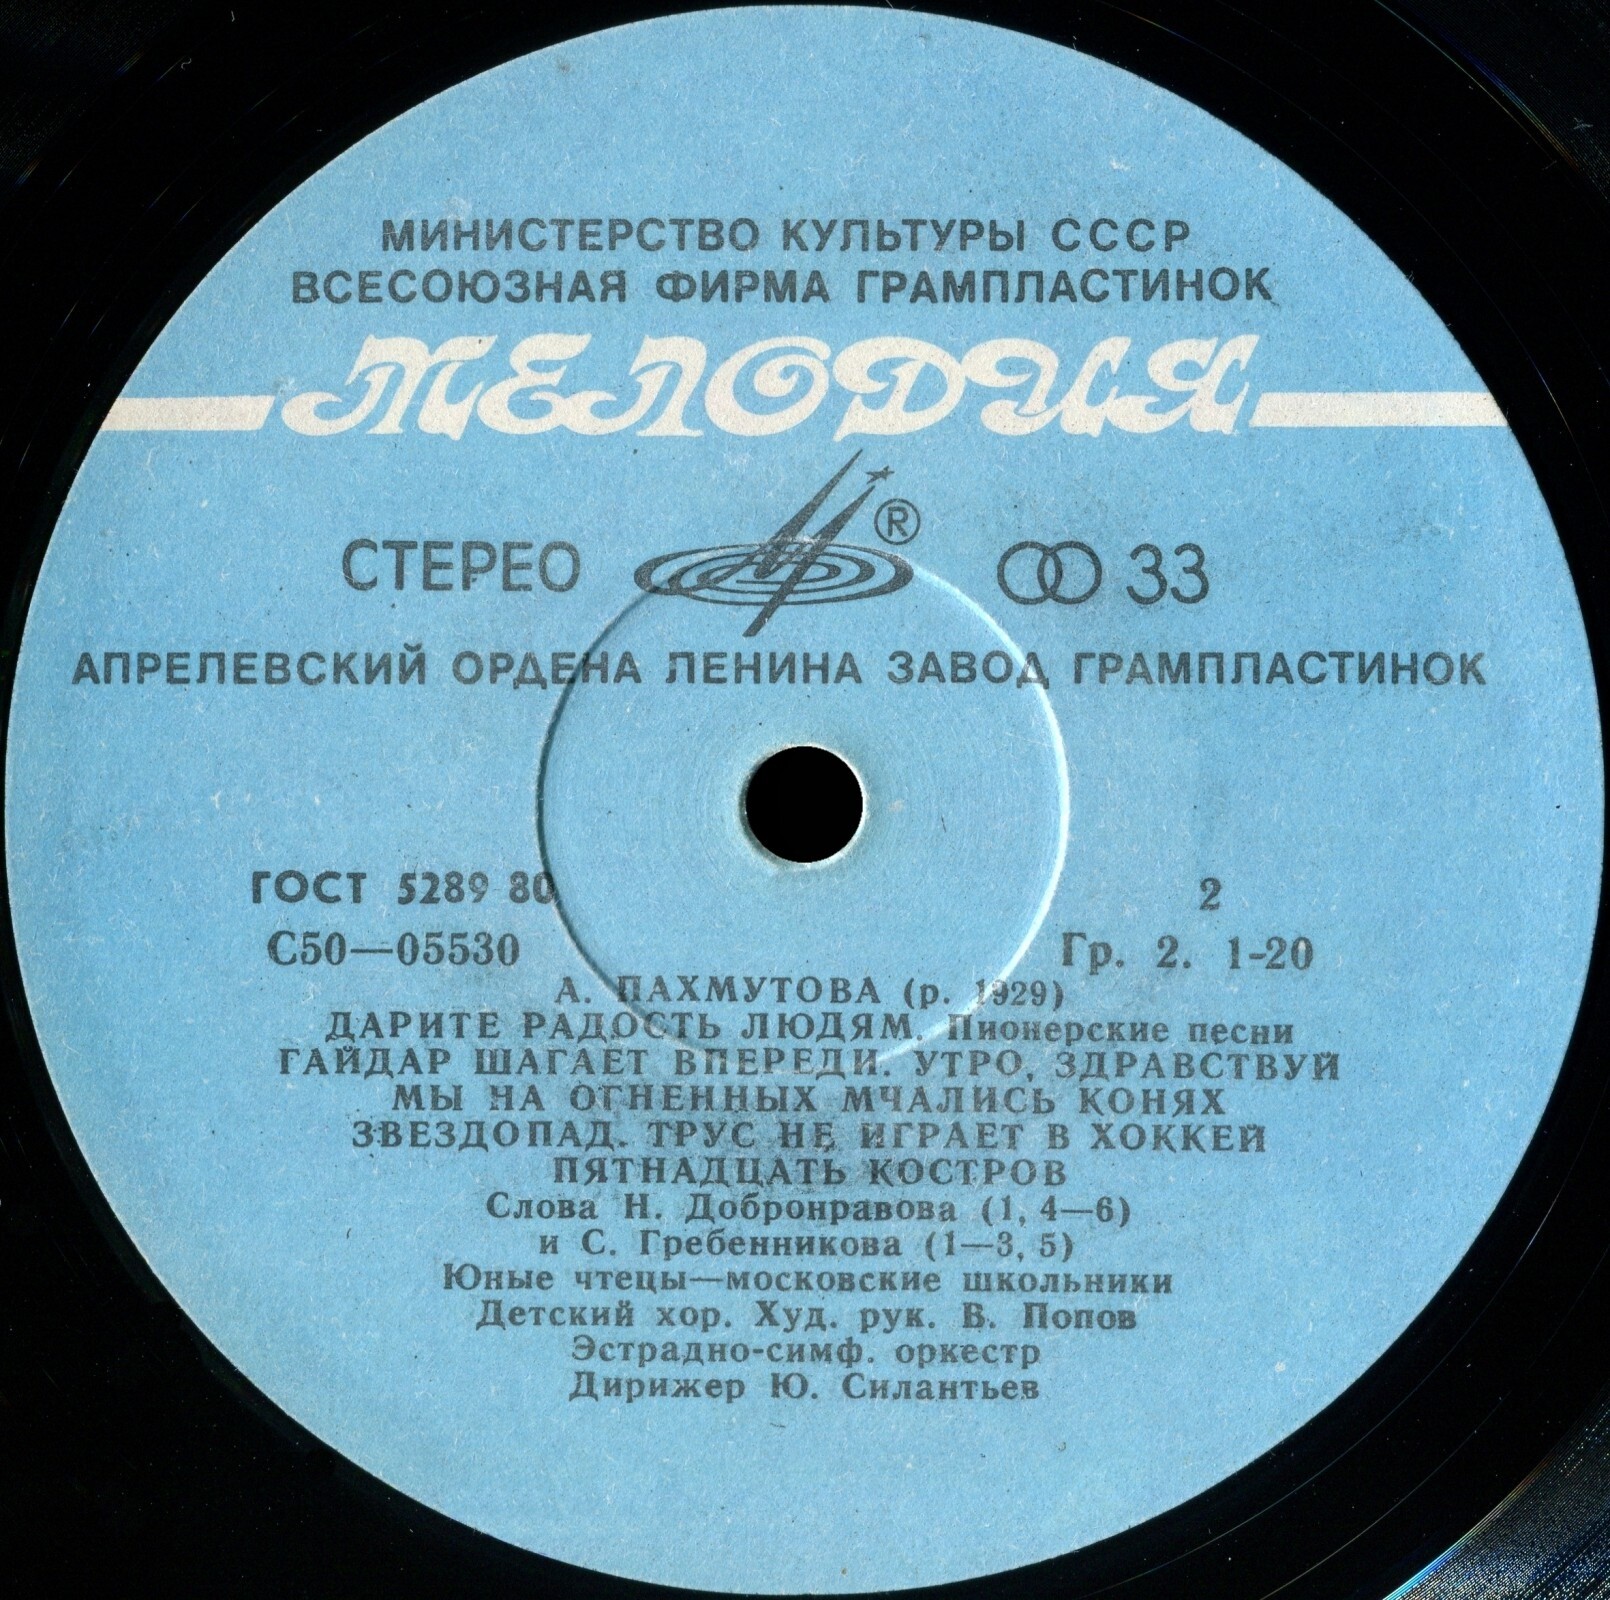 МИНИСТЕРСТВО КУЛЬТУРЫ СССР
ВСЕСОЮЗНАЯ ФИРМА ГРАМПЛАСТИНОК
МЕЛОДИЯ
СТЕРЕО ® 33
АПРЕЛЕВСКИЙ ОРДЕНА ЛЕНИНА ЗАВОД ГРАМПЛАСТИНОК
ГОСТ 5289 80 2
С50—05530 Гр. 2. 1-20
А. ПАХМУТОВА (р. 1929)
ДАРИТЕ РАДОСТЬ ЛЮДЯМ. Пионерские песни
ГАЙДАР ШАГАЕТ ВПЕРЕДИ. УТРО, ЗДРАВСТВУЙ
МЫ НА ОГНЕННЫХ МЧАЛИСЬ КОНЯХ
ЗВЕЗДОПАД. ТРУС НЕ ИГРАЕТ В ХОККЕЙ
ПЯТНАДЦАТЬ КОСТРОВ
Слова Н. Добронравова (1, 4—6)
и С. Гребенникова (1—3, 5)
Юные чтецы—московские школьники
Детский хор. Худ. рук. В. Попов
Эстрадно-симф. оркестр
Дирижер Ю. Силантьев